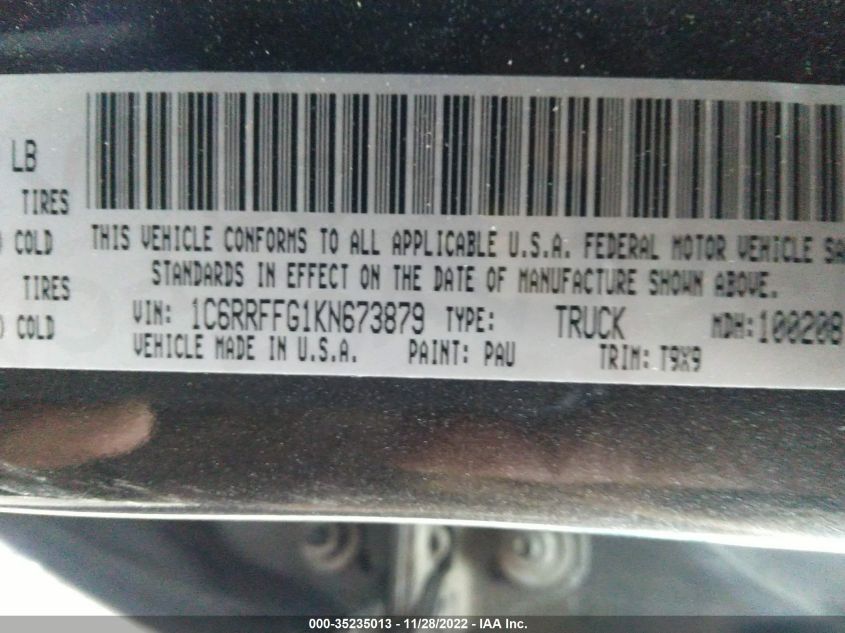 LB
TIRES
COLD
TIRES
COLD
THIS VEHICLE CONFORMS TO ALL APPLICABLE U.S.A. FEDERAL MOTOR VEHICLE SA
STANDARDS IN EFFECT ON THE DATE OF MANUFACTURE SHOWN ABOVE.
VIN: 1C6RRFFG1KN673879 TYPE: TRUCK MDH:100208
VEHICLE MADE IN U.S.A. PAINT: PAU TRIM: T9X9
000-35235013 - 11/28/2022 - IAA Inc.